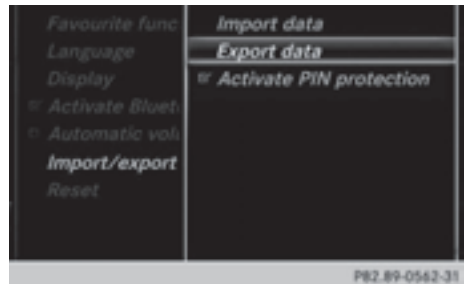 Favourite func
Language
Display
Activate Bluet
Automatic volu
Import/export
Reset
Import data
Export data
Activate PIN protection
P82.89-0562-31